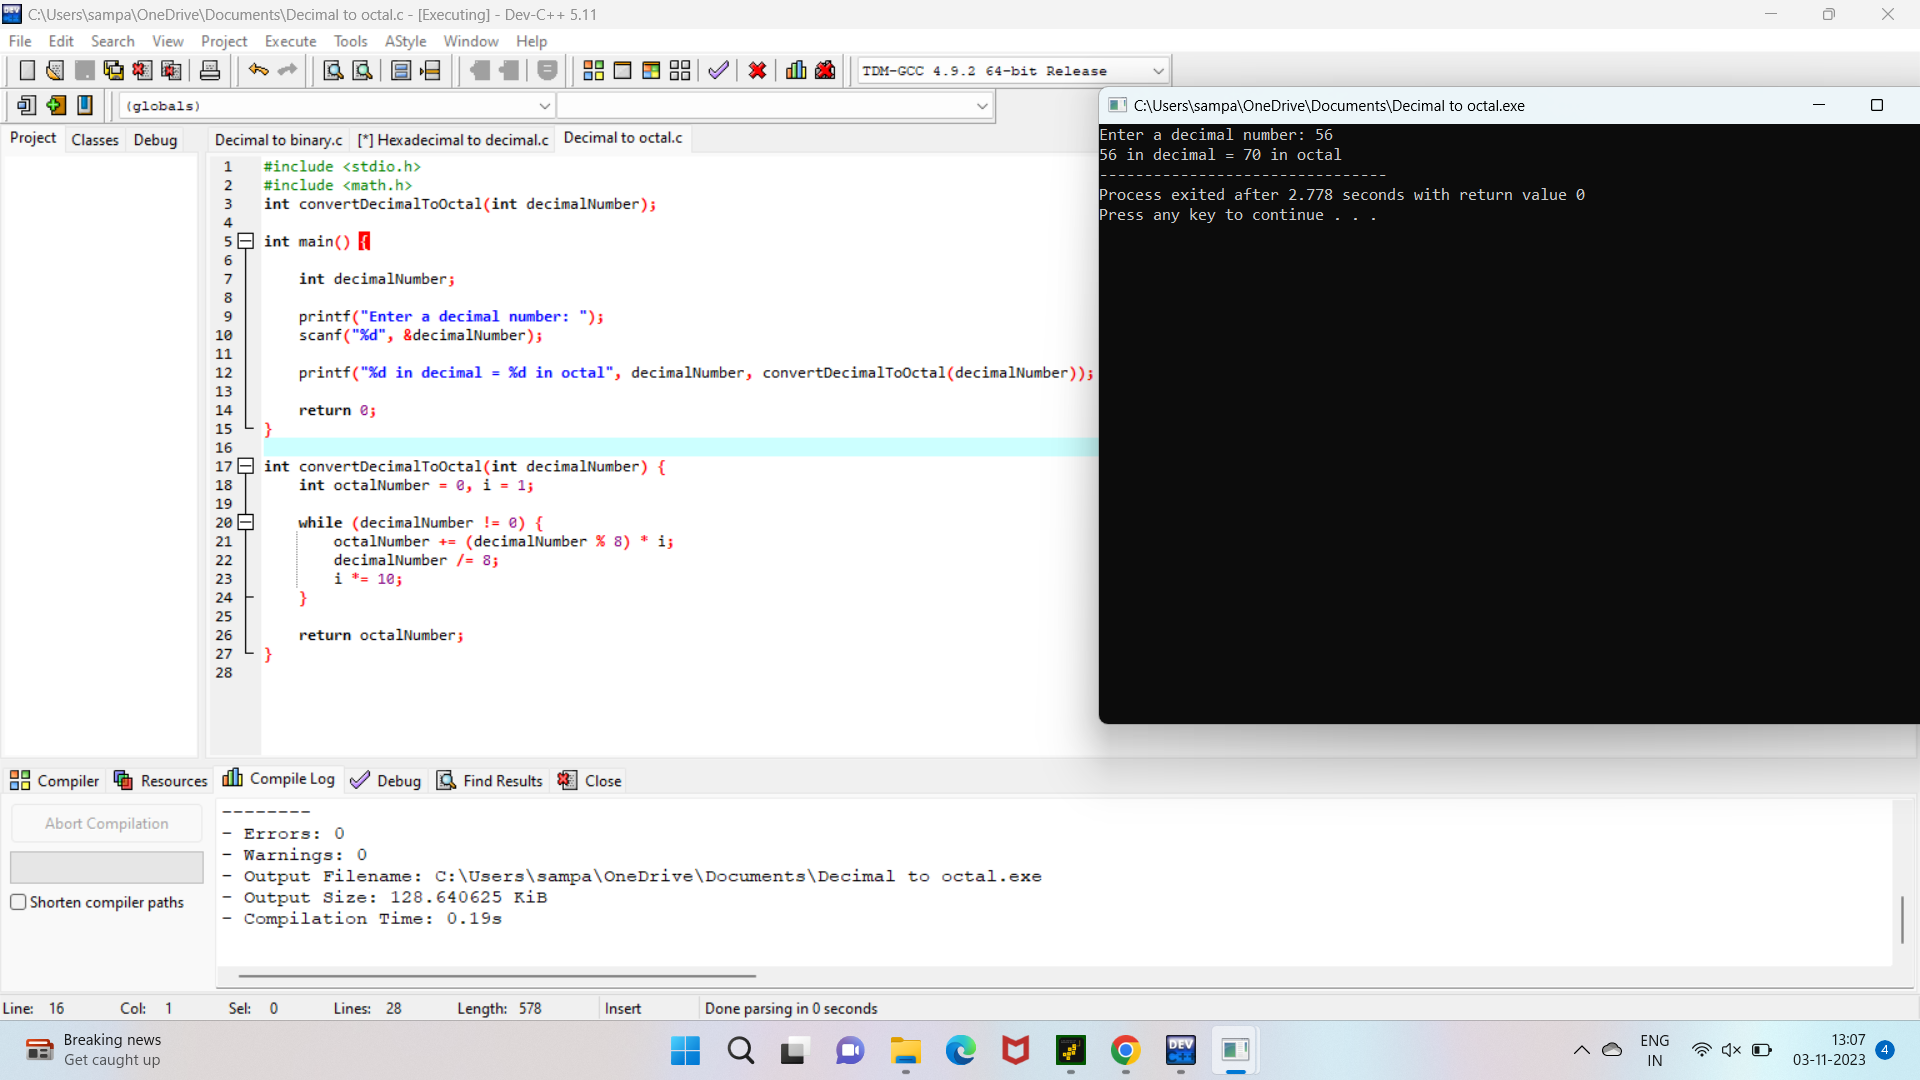 C:\Users\sampa\OneDrive\Documents\Decimal to octal.c - [Executing] - Dev-C++ 5.11
File Edit Search View Project Execute Tools AStyle Window Help
TDM-GCC 4.9.2 64-bit Release
(globals)
Project Classes Debug
Decimal to binary.c [*] Hexadecimal to decimal.c Decimal to octal.c
1 #include <stdio.h>
2 #include <math.h>
3 int convertDecimalToOctal(int decimalNumber);
4
5 int main() {
6
7 int decimalNumber;
8
9 printf("Enter a decimal number: ");
10 scanf("%d", &decimalNumber);
11
12 printf("%d in decimal = %d in octal", decimalNumber, convertDecimalToOctal(decimalNumber));
13
14 return 0;
15 }
16
17 int convertDecimalToOctal(int decimalNumber) {
18 int octalNumber = 0, i = 1;
19
20 while (decimalNumber != 0) {
21 octalNumber += (decimalNumber % 8) * i;
22 decimalNumber /= 8;
23 i *= 10;
24 }
25
26 return octalNumber;
27 }
28
C:\Users\sampa\OneDrive\Documents\Decimal to octal.exe
Enter a decimal number: 56
56 in decimal = 70 in octal
--------------------------------
Process exited after 2.778 seconds with return value 0
Press any key to continue . . .
Compiler Resources Compile Log Debug Find Results Close
Abort Compilation
Shorten compiler paths
--------
- Errors: 0
- Warnings: 0
- Output Filename: C:\Users\sampa\OneDrive\Documents\Decimal to octal.exe
- Output Size: 128.640625 KiB
- Compilation Time: 0.19s
Line: 16 Col: 1 Sel: 0 Lines: 28 Length: 578 Insert Done parsing in 0 seconds
Breaking news
Get caught up
DEV
C++
ENG
IN
13:07
03-11-2023
4